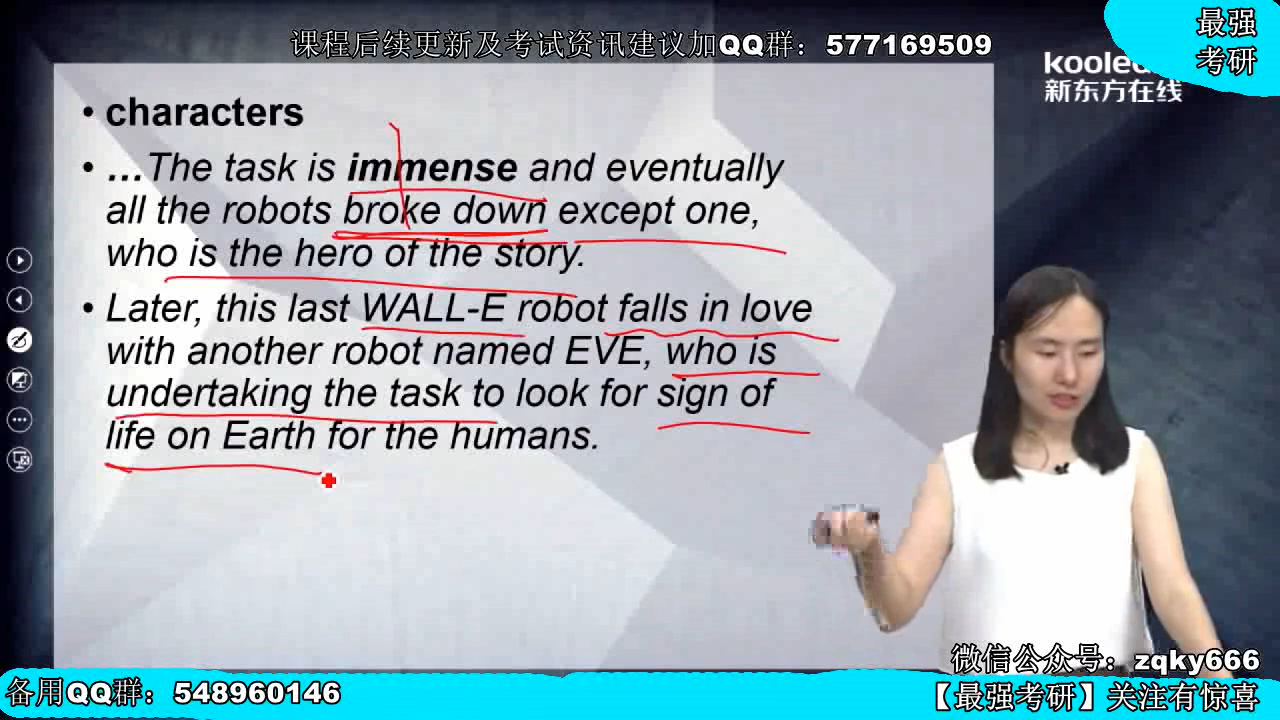 课程后续更新及考试资讯建议加QQ群：577169509
最强
考研
新东方在线
• characters
• …The task is immense and eventually
all the robots broke down except one,
who is the hero of the story.
• Later, this last WALL-E robot falls in love
with another robot named EVE, who is
undertaking the task to look for sign of
life on Earth for the humans.
微信公众号：zqky666
备用QQ群：548960146
【最强考研】关注有惊喜